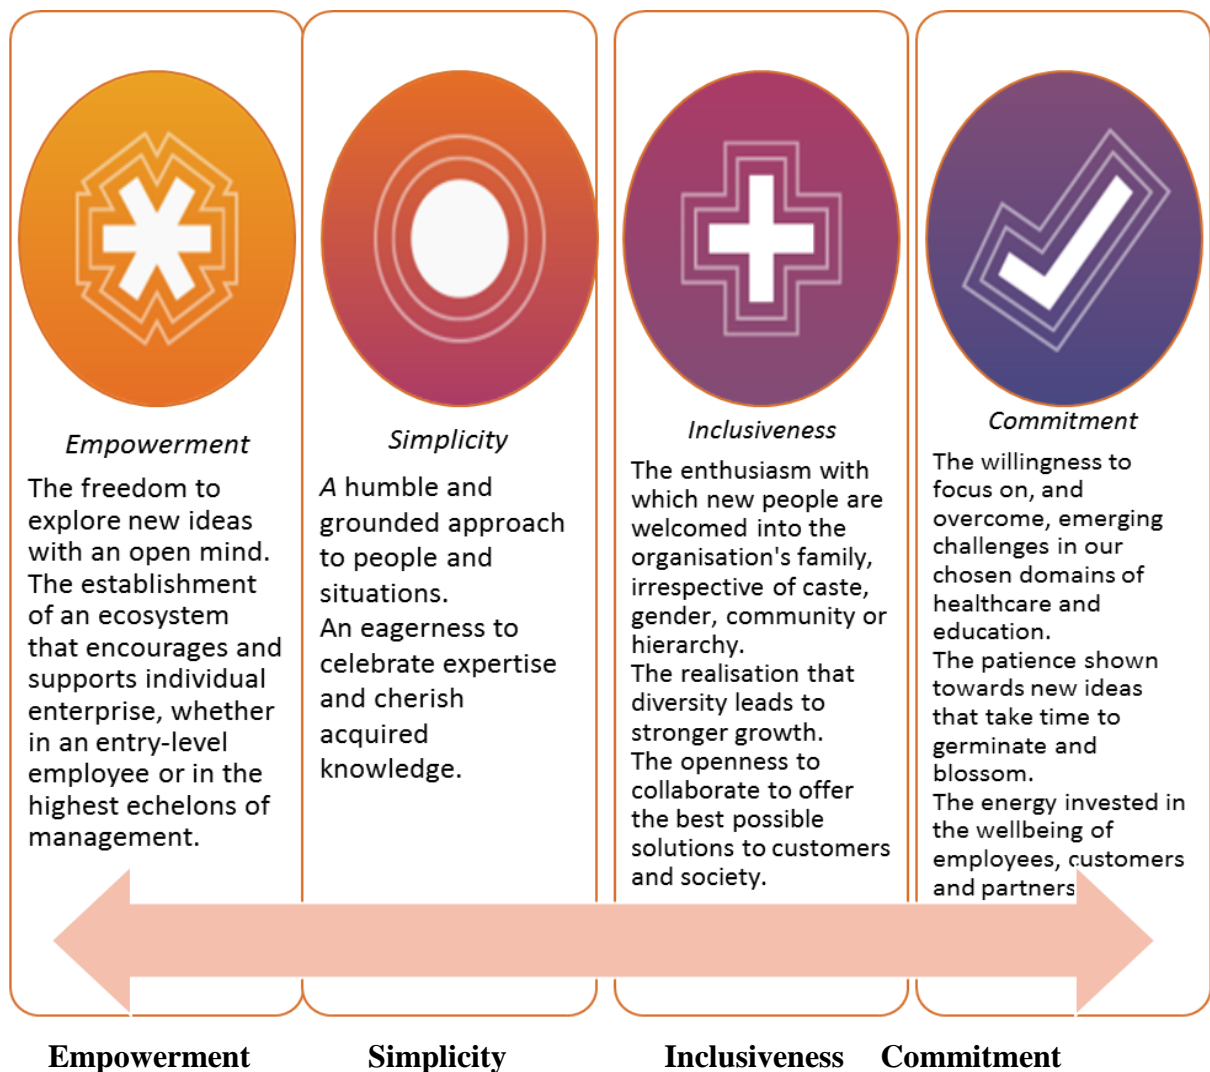 Empowerment
The freedom to
explore new ideas
with an open mind.
The establishment
of an ecosystem
that encourages and
supports individual
enterprise, whether
in an entry-level
employee or in the
highest echelons of
management.
Simplicity
A humble and
grounded approach
to people and
situations.
An eagerness to
celebrate expertise
and cherish
acquired
knowledge.
Inclusiveness
The enthusiasm with
which new people are
welcomed into the
organisation's family,
irrespective of caste,
gender, community or
hierarchy.
The realisation that
diversity leads to
stronger growth.
The openness to
collaborate to offer
the best possible
solutions to customers
and society.
Commitment
The willingness to
focus on, and
overcome, emerging
challenges in our
chosen domains of
healthcare and
education.
The patience shown
towards new ideas
that take time to
germinate and
blossom.
The energy invested in
the wellbeing of
employees, customers
and partners
Empowerment Simplicity Inclusiveness Commitment